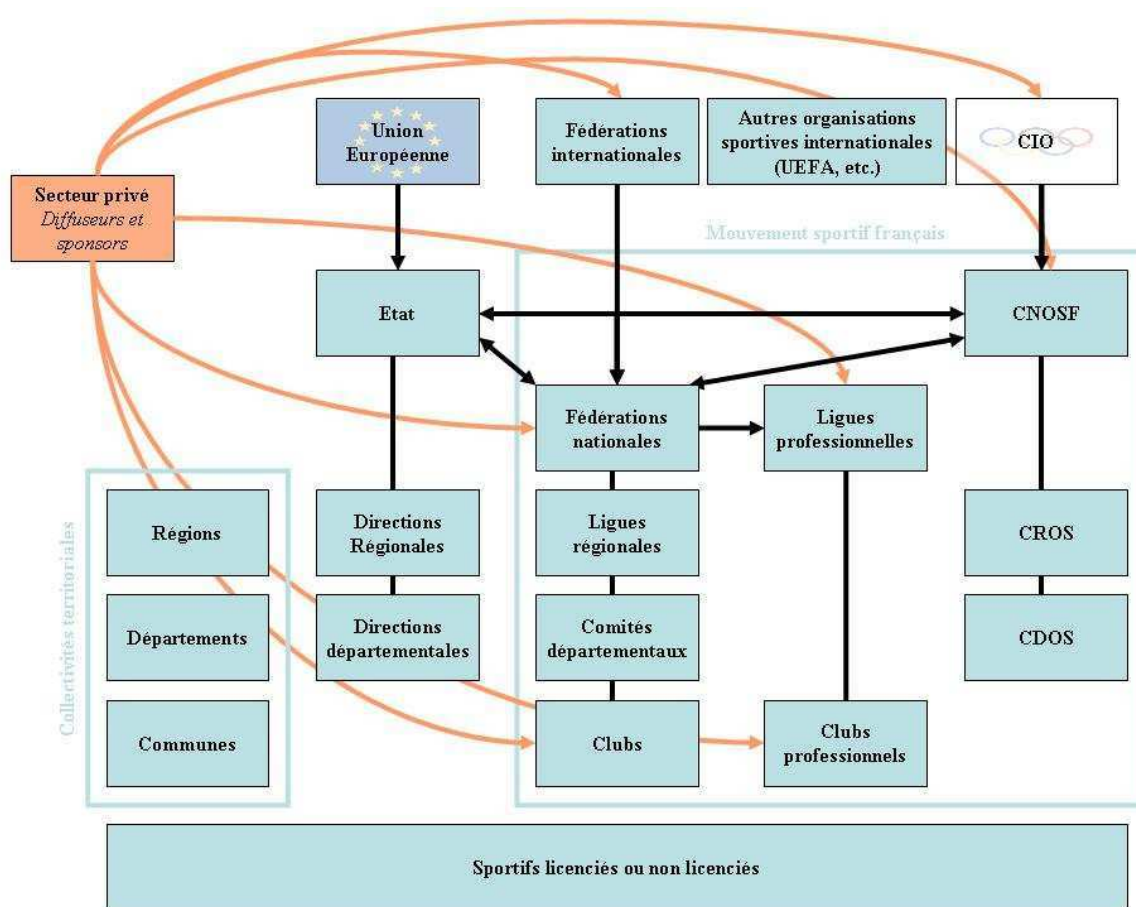 Union
Européenne
Fédérations
internationales
Autres organisations
sportives internationales
(UEFA, etc.)
CIO
Secteur privé
Diffuseurs et
sponsors
Mouvement sportif français
Etat
CNOSF
Fédérations
nationales
Ligues
professionnelles
Collectivités territoriales
Régions
Directions
Régionales
Ligues
régionales
CROS
Départements
Directions
départementales
Comités
départementaux
CDOS
Communes
Clubs
Clubs
professionnels
Sportifs licenciés ou non licenciés